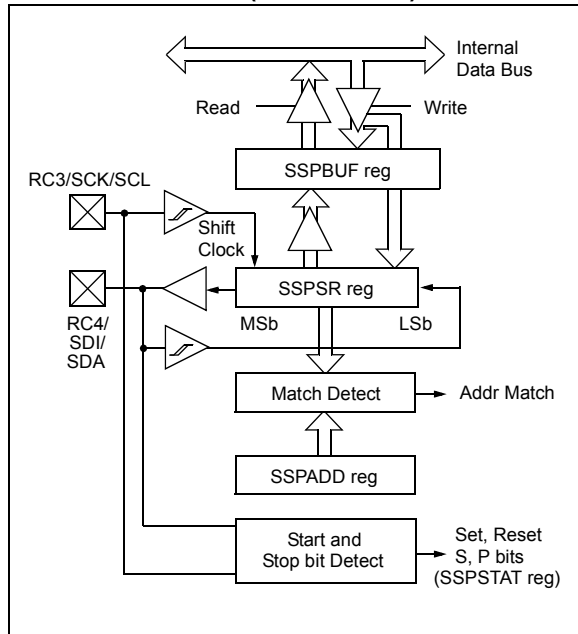 Internal
Data Bus
Read
Write
SSPBUF reg
RC3/SCK/SCL
Shift
Clock
SSPSR reg
MSb
LSb
RC4/
SDI/
SDA
Match Detect
Addr Match
SSPADD reg
Start and
Stop bit Detect
Set, Reset
S, P bits
(SSPSTAT reg)